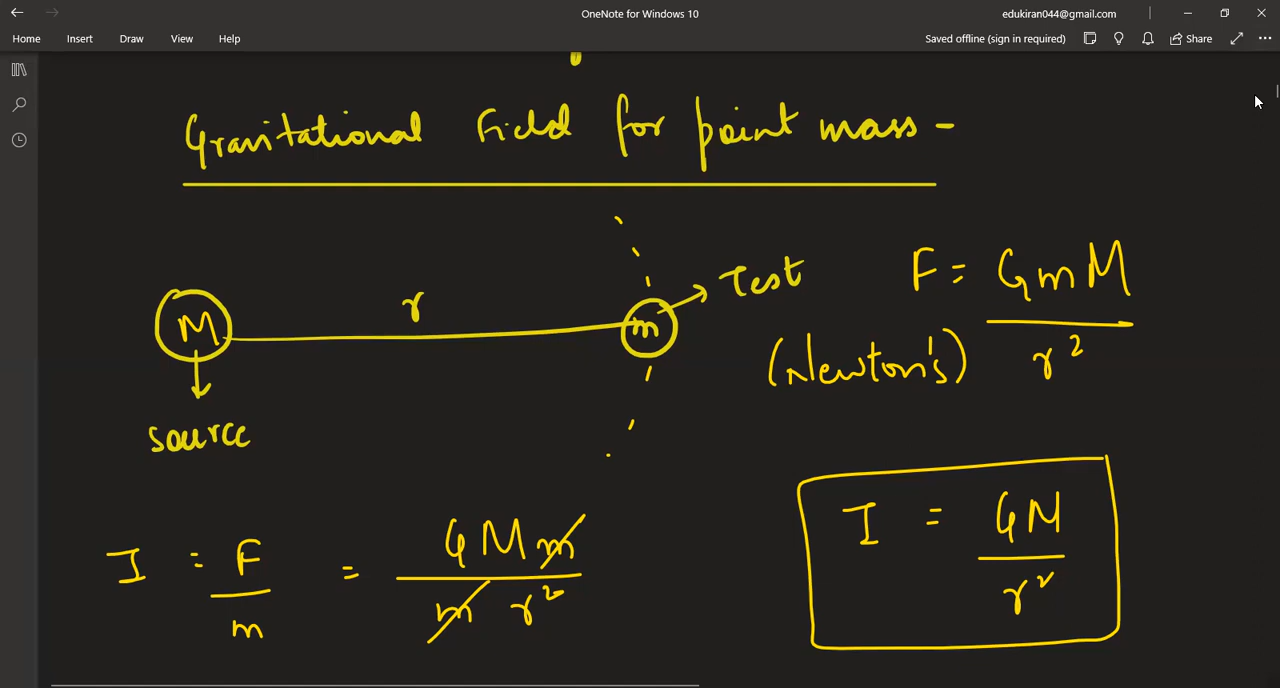 OneNote for Windows 10
edukiran044@gmail.com
Home Insert Draw View Help
Saved offline (sign in required) Share
Gravitational Field for point mass -
M r m → Test
source
F = GmM / r²
(Newton's)
I = F / m = GMm / m r²
I = GM / r²